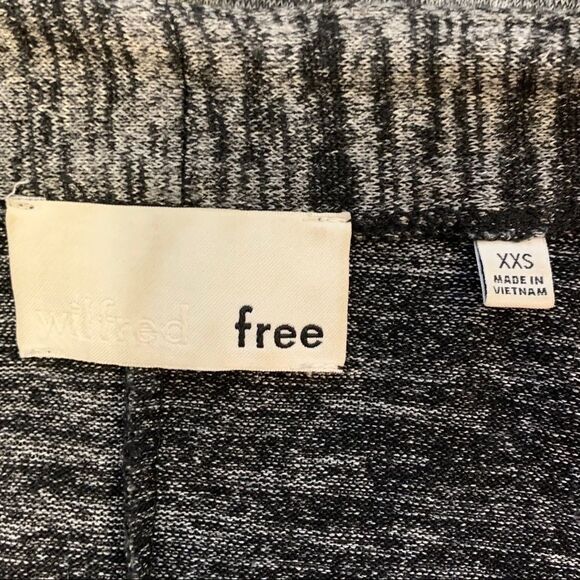 wilfred free
XXS
MADE IN
VIETNAM